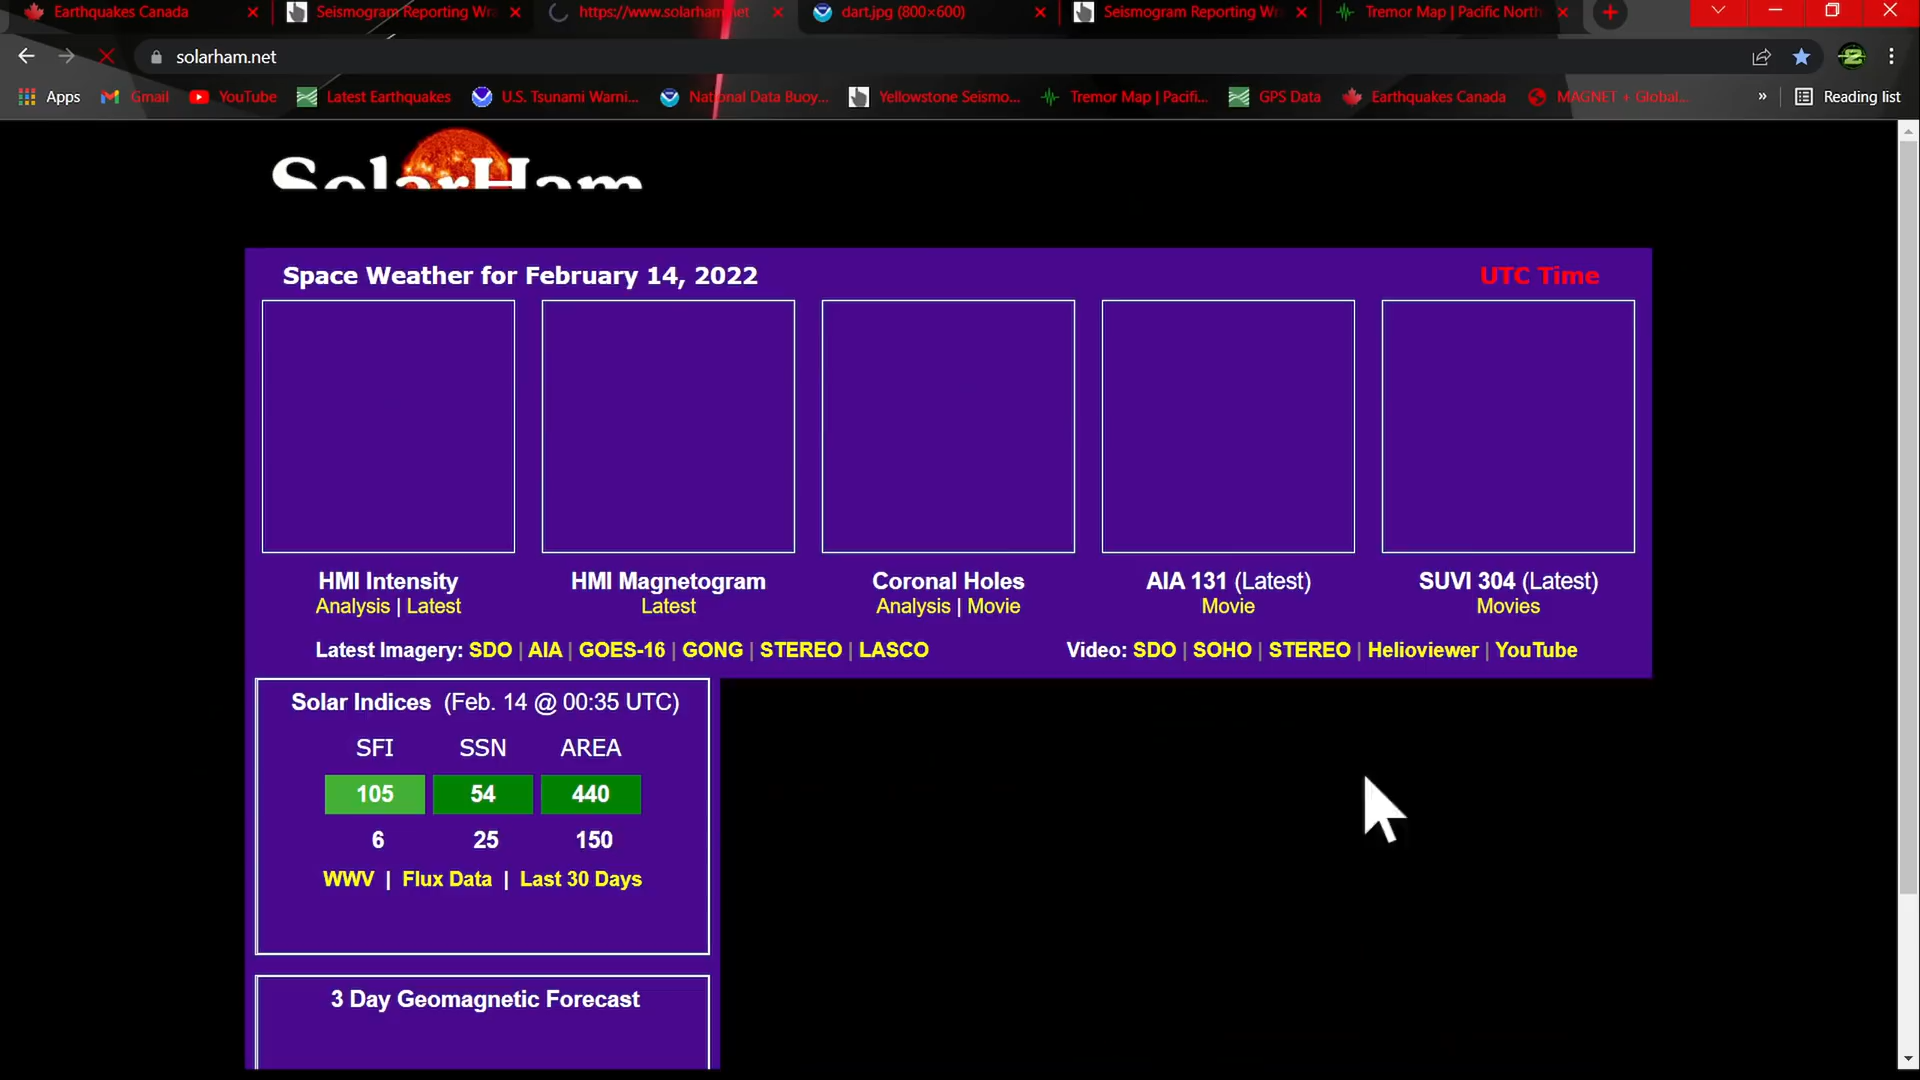 Earthquakes Canada
Seismogram Reporting Wr
https://www.solarham.net
dart.jpg (800×600)
Seismogram Reporting Wr
Tremor Map | Pacific North
solarham.net
Apps
Gmail
YouTube
Latest Earthquakes
U.S. Tsunami Warni...
National Data Buoy...
Yellowstone Seismo...
Tremor Map | Pacifi...
GPS Data
Earthquakes Canada
MAGNET + Global...
»
Reading list
SolarHam
Space Weather for February 14, 2022
UTC Time
HMI Intensity
Analysis | Latest
HMI Magnetogram
Latest
Coronal Holes
Analysis | Movie
AIA 131 (Latest)
Movie
SUVI 304 (Latest)
Movies
Latest Imagery: SDO | AIA | GOES-16 | GONG | STEREO | LASCO
Video: SDO | SOHO | STEREO | Helioviewer | YouTube
Solar Indices (Feb. 14 @ 00:35 UTC)
SFI SSN AREA
105 54 440
6 25 150
WWV | Flux Data | Last 30 Days
3 Day Geomagnetic Forecast